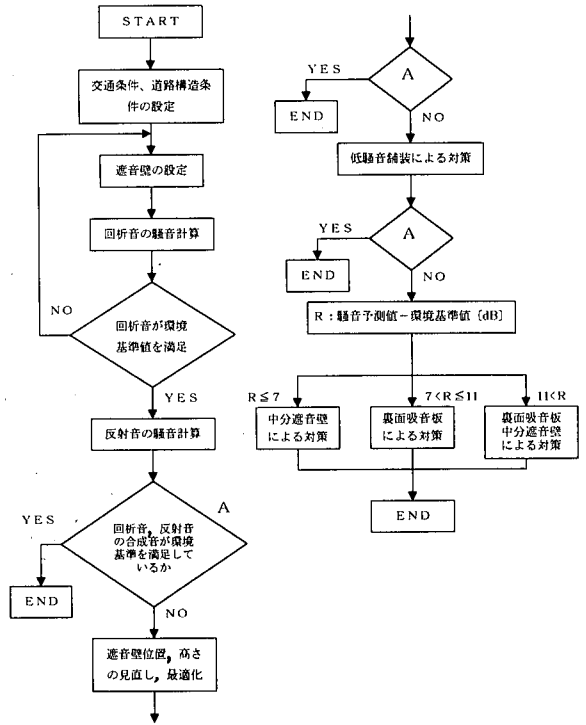 START
交通条件、道路構造条
件の設定
遮音壁の設定
回折音の騒音計算
NO
回折音が環境
基準値を満足
YES
反射音の騒音計算
A
YES
回折音，反射音
の合成音が環境
基準を満足して
いるか
END
NO
遮音壁位置，高さ
の見直し，最適化
A
YES
END
NO
低騒音舗装による対策
YES
A
END
NO
R：騒音予測値－環境基準値〔dB〕
R≦7
7<R≦11
11<R
中分遮音壁
による対策
裏面吸音板
による対策
裏面吸音板
中分遮音壁
による対策
END